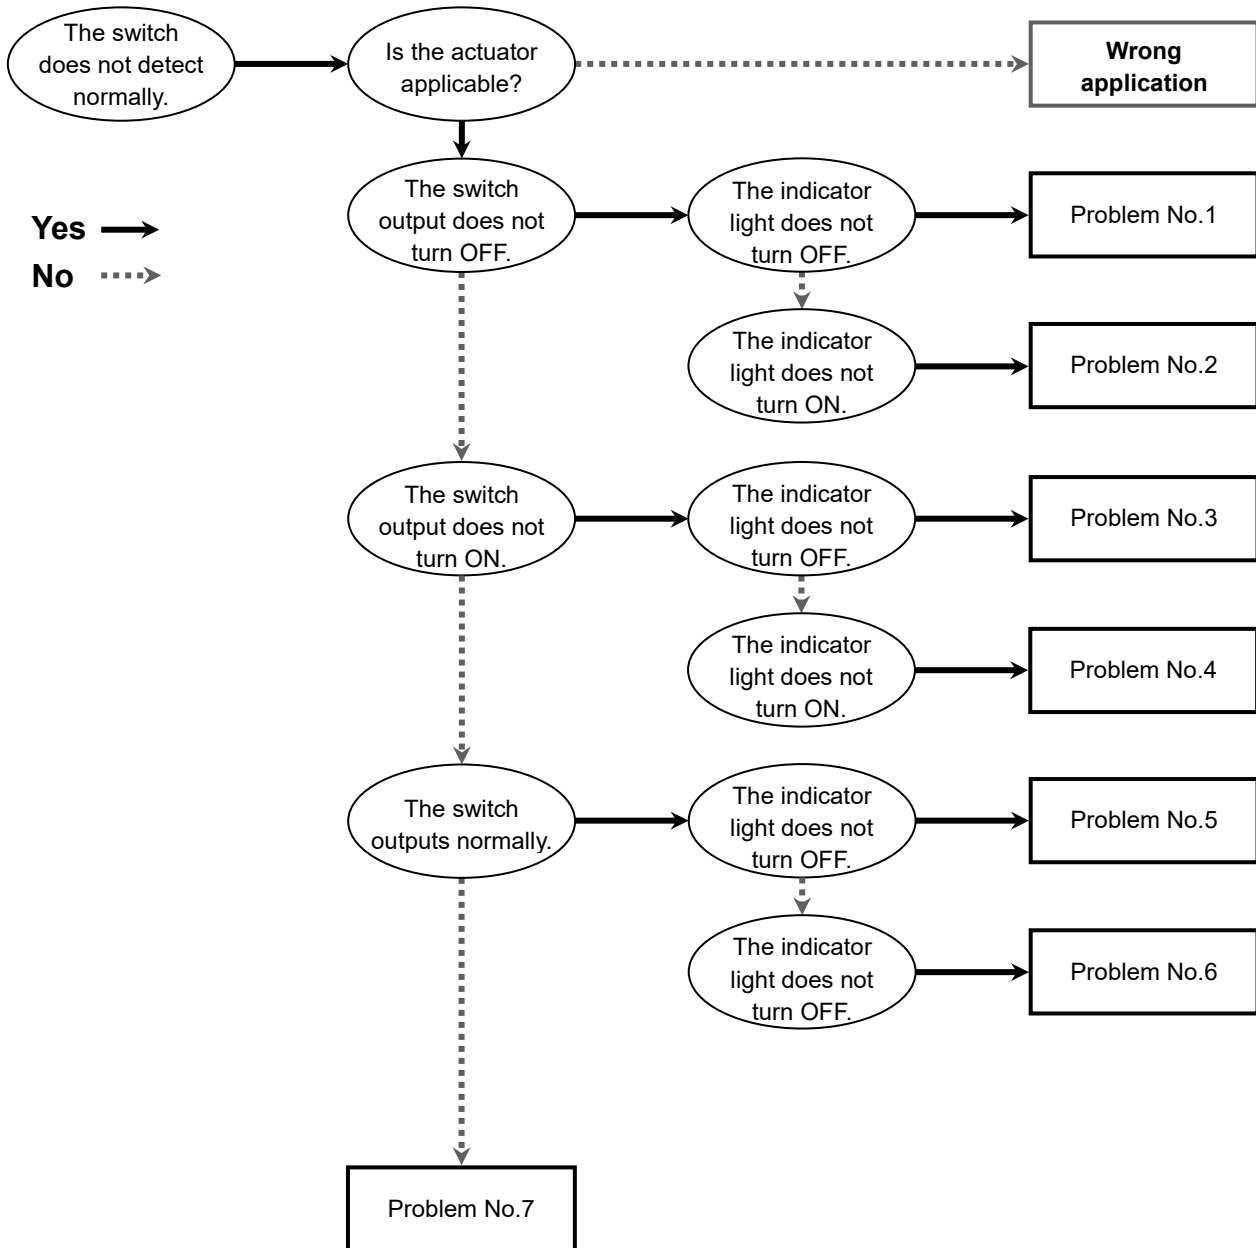 The switch
does not detect
normally.
Is the actuator
applicable?
Wrong
application
Yes
No
The switch
output does not
turn OFF.
The indicator
light does not
turn OFF.
Problem No.1
The indicator
light does not
turn ON.
Problem No.2
The switch
output does not
turn ON.
The indicator
light does not
turn OFF.
Problem No.3
The indicator
light does not
turn ON.
Problem No.4
The switch
outputs normally.
The indicator
light does not
turn OFF.
Problem No.5
The indicator
light does not
turn OFF.
Problem No.6
Problem No.7